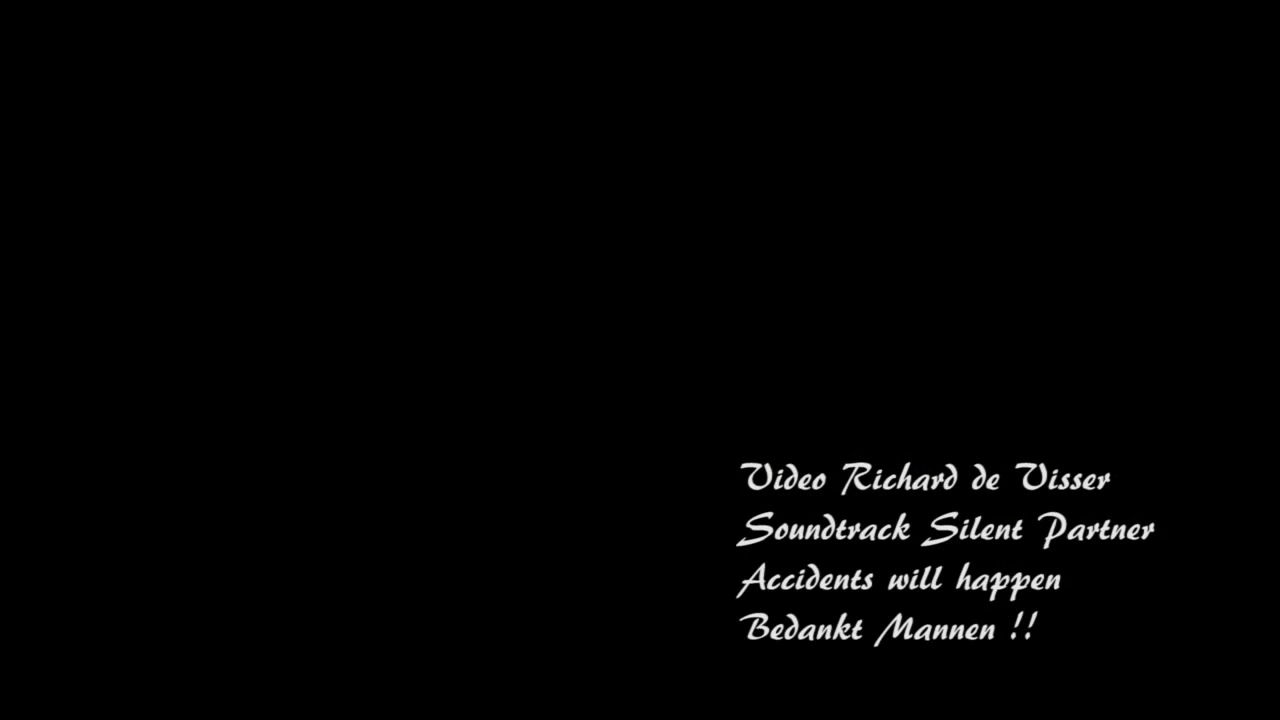 Video Richard de Visser
Soundtrack Silent Partner
Accidents will happen
Bedankt Mannen !!